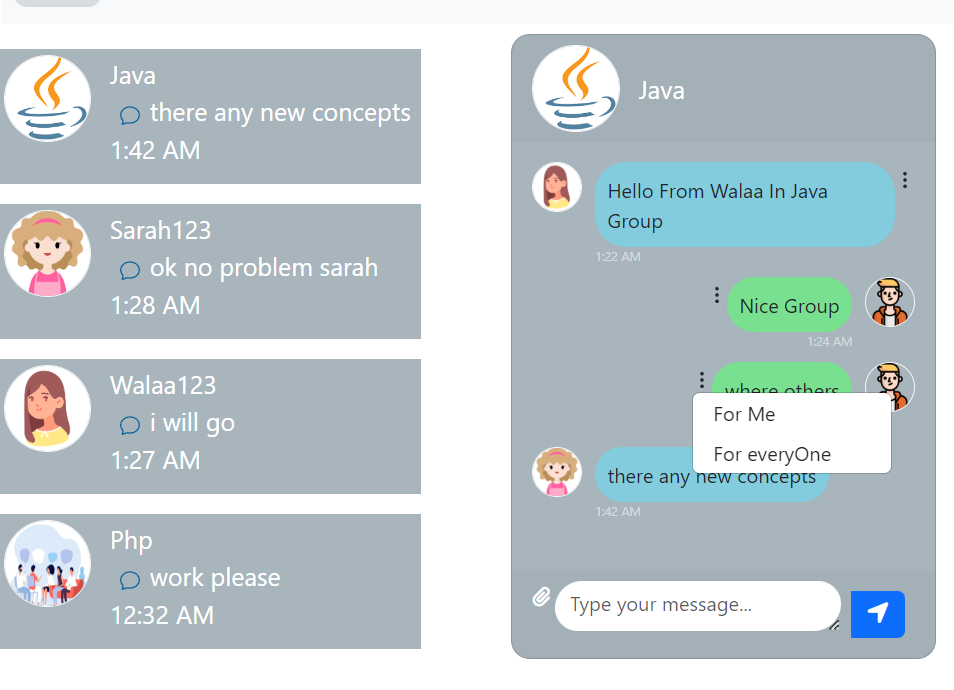 Java
there any new concepts
1:42 AM
Sarah123
ok no problem sarah
1:28 AM
Walaa123
i will go
1:27 AM
Php
work please
12:32 AM
Java
Hello From Walaa In Java
Group
1:22 AM
Nice Group
1:24 AM
where others
For Me
For everyOne
there any new concepts
1:42 AM
Type your message...